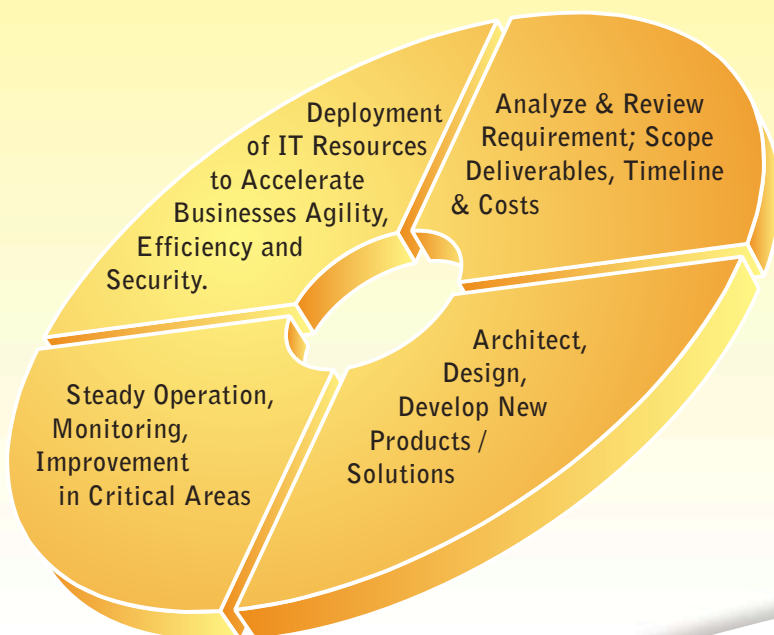 Deployment
of IT Resources
to Accelerate
Businesses Agility,
Efficiency and
Security.
Analyze & Review
Requirement; Scope
Deliverables, Timeline
& Costs
Steady Operation,
Monitoring,
Improvement
in Critical Areas
Architect,
Design,
Develop New
Products /
Solutions